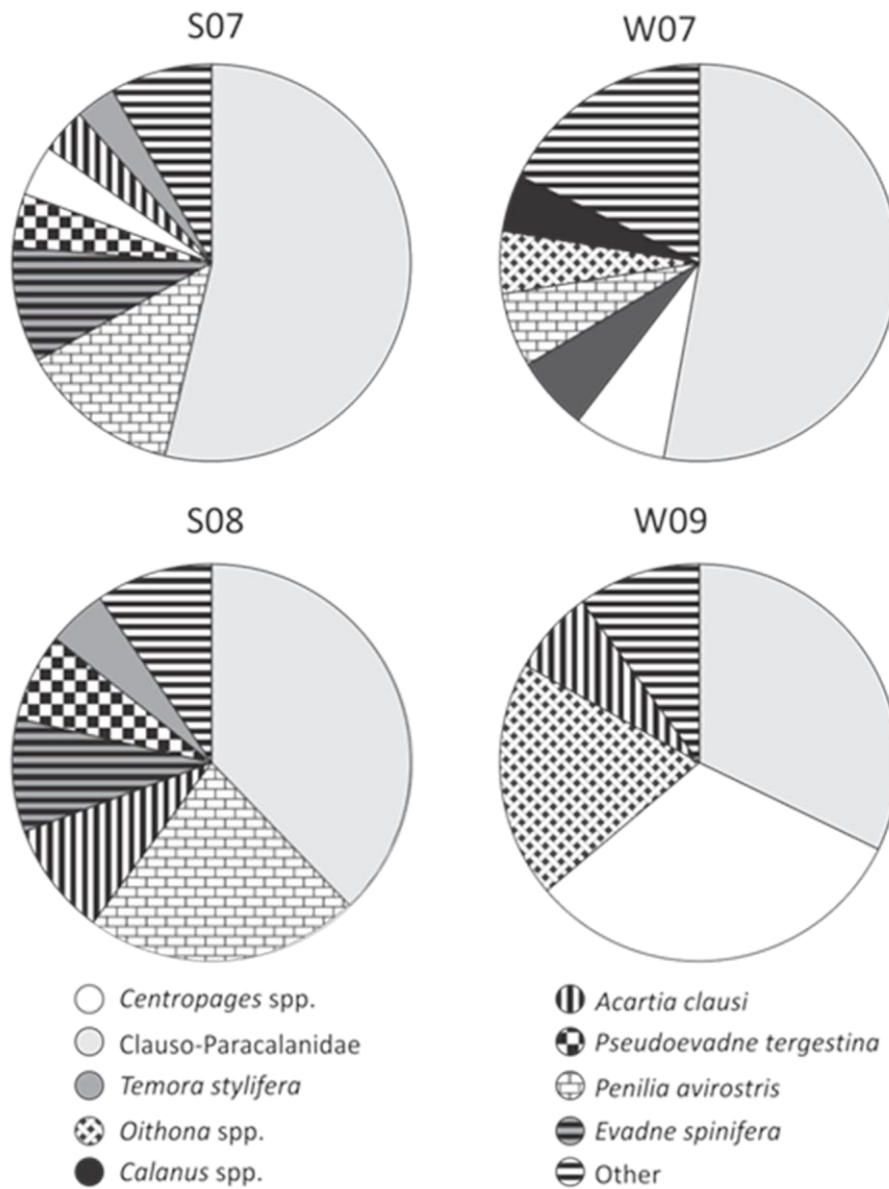 S07
W07
S08
W09
Centropages spp.
Clauso-Paracalanidae
Temora stylifera
Oithona spp.
Calanus spp.
Acartia clausi
Pseudoevadne tergestina
Penilia avirostris
Evadne spinifera
Other